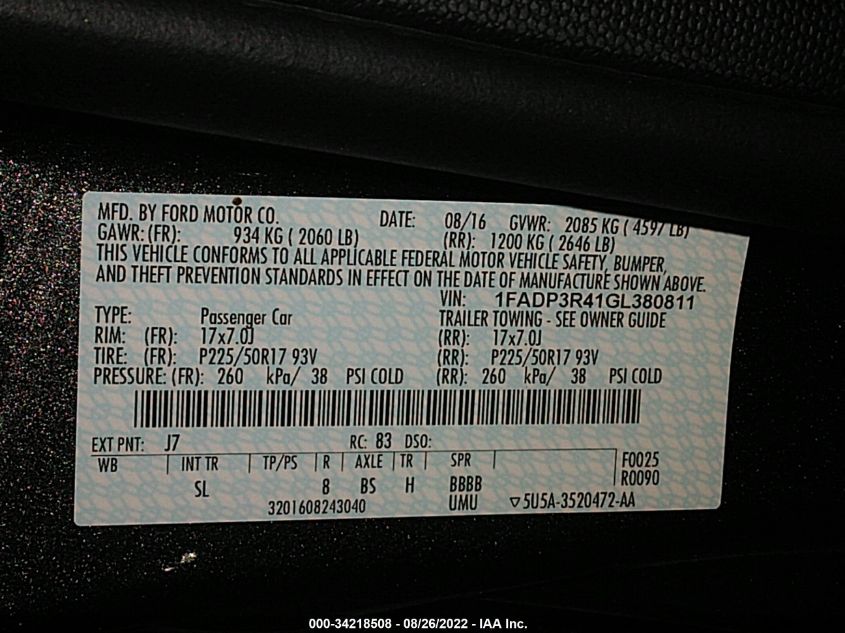 MFD. BY FORD MOTOR CO. DATE: 08/16 GVWR: 2085 KG ( 4597 LB)
GAWR: (FR): 934 KG ( 2060 LB) (RR): 1200 KG ( 2646 LB)
THIS VEHICLE CONFORMS TO ALL APPLICABLE FEDERAL MOTOR VEHICLE SAFETY, BUMPER,
AND THEFT PREVENTION STANDARDS IN EFFECT ON THE DATE OF MANUFACTURE SHOWN ABOVE.
VIN: 1FADP3R41GL380811
TYPE: Passenger Car TRAILER TOWING - SEE OWNER GUIDE
RIM: (FR): 17x7.0J (RR): 17x7.0J
TIRE: (FR): P225/50R17 93V (RR): P225/50R17 93V
PRESSURE: (FR): 260 kPa/ 38 PSI COLD (RR): 260 kPa/ 38 PSI COLD
EXT PNT: J7 RC: 83 DSO:
WB INT TR TP/PS R AXLE TR SPR F0025
SL 8 BS H BBBB R0090
3201608243040 UMU ▽5U5A-3520472-AA
000-34218508 - 08/26/2022 - IAA Inc.